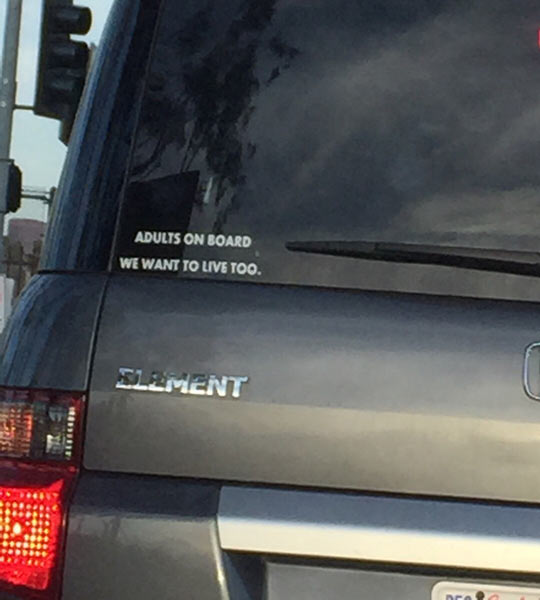 ADULTS ON BOARD
WE WANT TO LIVE TOO.
ELEMENT